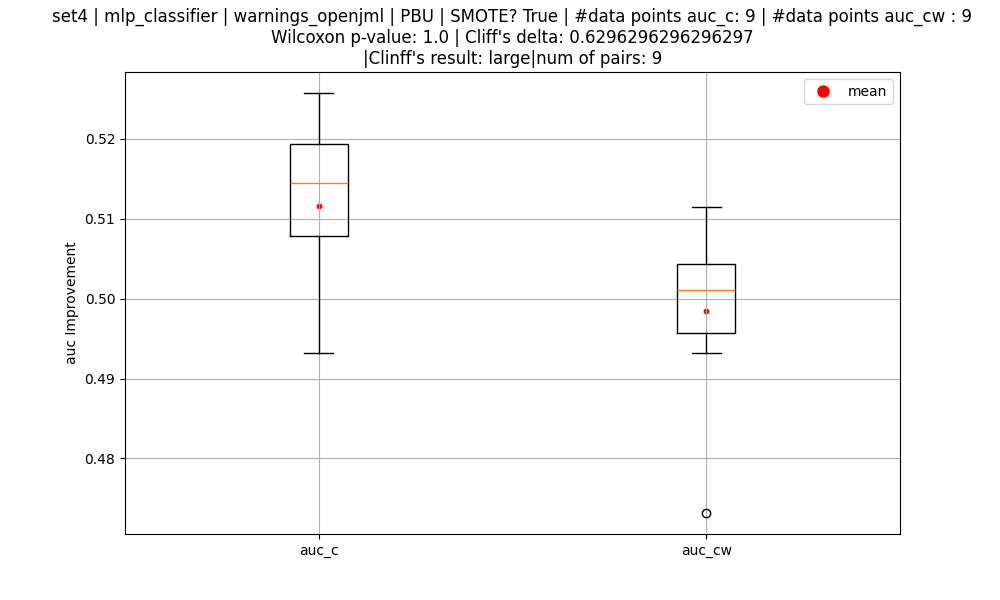 set4 | mlp_classifier | warnings_openjml | PBU | SMOTE? True | #data points auc_c: 9 | #data points auc_cw : 9
Wilcoxon p-value: 1.0 | Cliff's delta: 0.6296296296296297
|Clinff's result: large|num of pairs: 9
mean
0.52
0.51
0.50
0.49
0.48
auc Improvement
auc_c
auc_cw